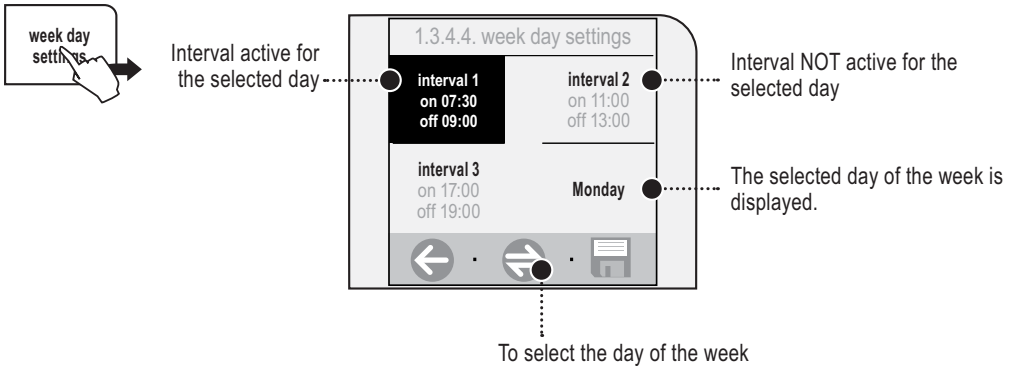 week day
settings
Interval active for
the selected day
1.3.4.4. week day settings
interval 1
on 07:30
off 09:00
interval 2
on 11:00
off 13:00
Interval NOT active for the
selected day
interval 3
on 17:00
off 19:00
Monday
The selected day of the week is
displayed.
To select the day of the week